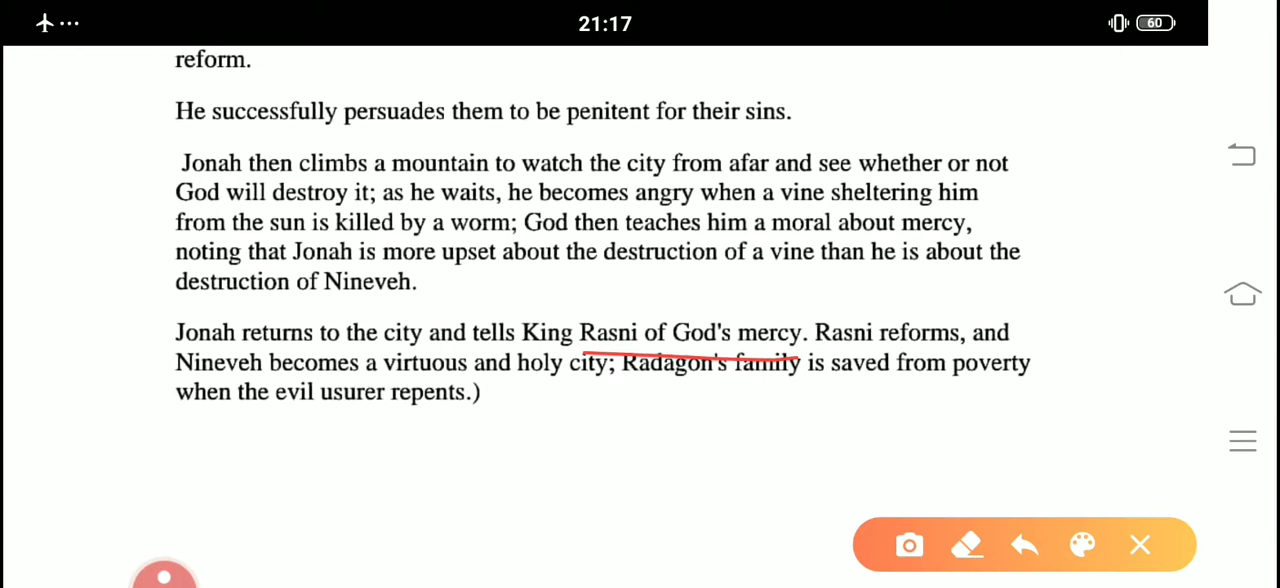 21:17
60
reform.
He successfully persuades them to be penitent for their sins.
Jonah then climbs a mountain to watch the city from afar and see whether or not
God will destroy it; as he waits, he becomes angry when a vine sheltering him
from the sun is killed by a worm; God then teaches him a moral about mercy,
noting that Jonah is more upset about the destruction of a vine than he is about the
destruction of Nineveh.
Jonah returns to the city and tells King Rasni of God's mercy. Rasni reforms, and
Nineveh becomes a virtuous and holy city; Radagon's family is saved from poverty
when the evil usurer repents.)